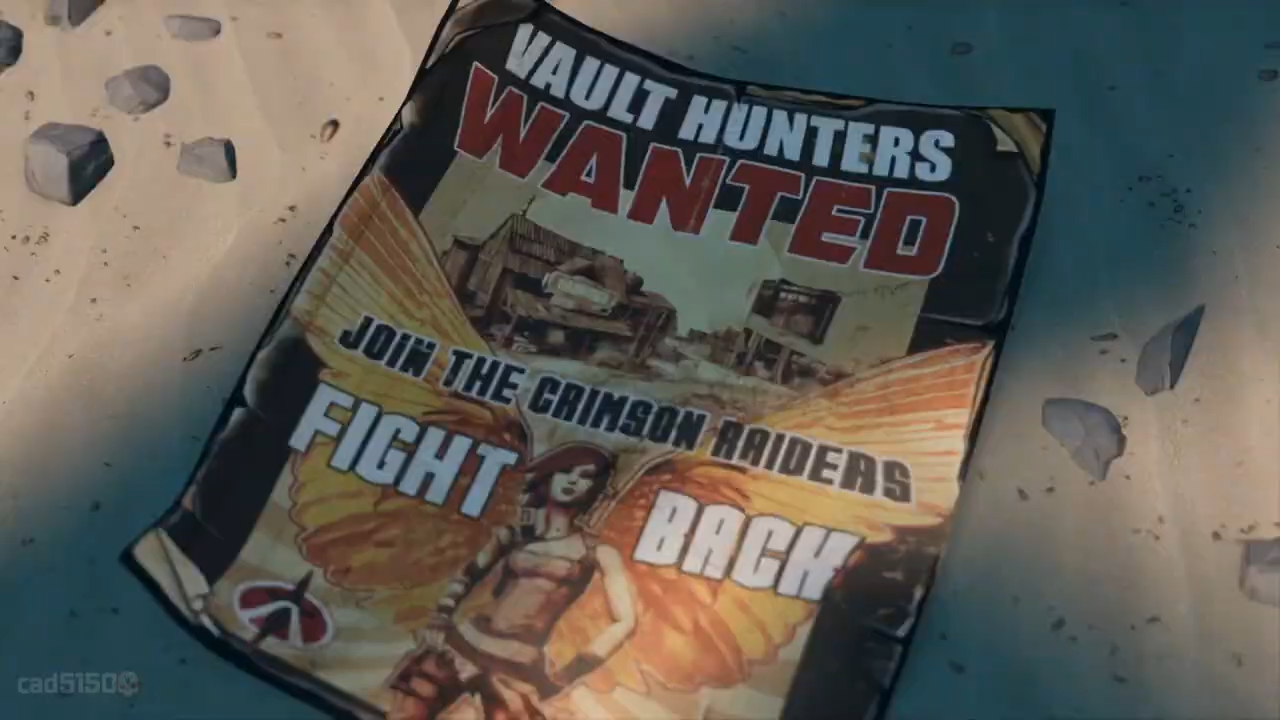 VAULT HUNTERS
WANTED
JOIN THE CRIMSON RAIDERS
FIGHT BACK
cad5150